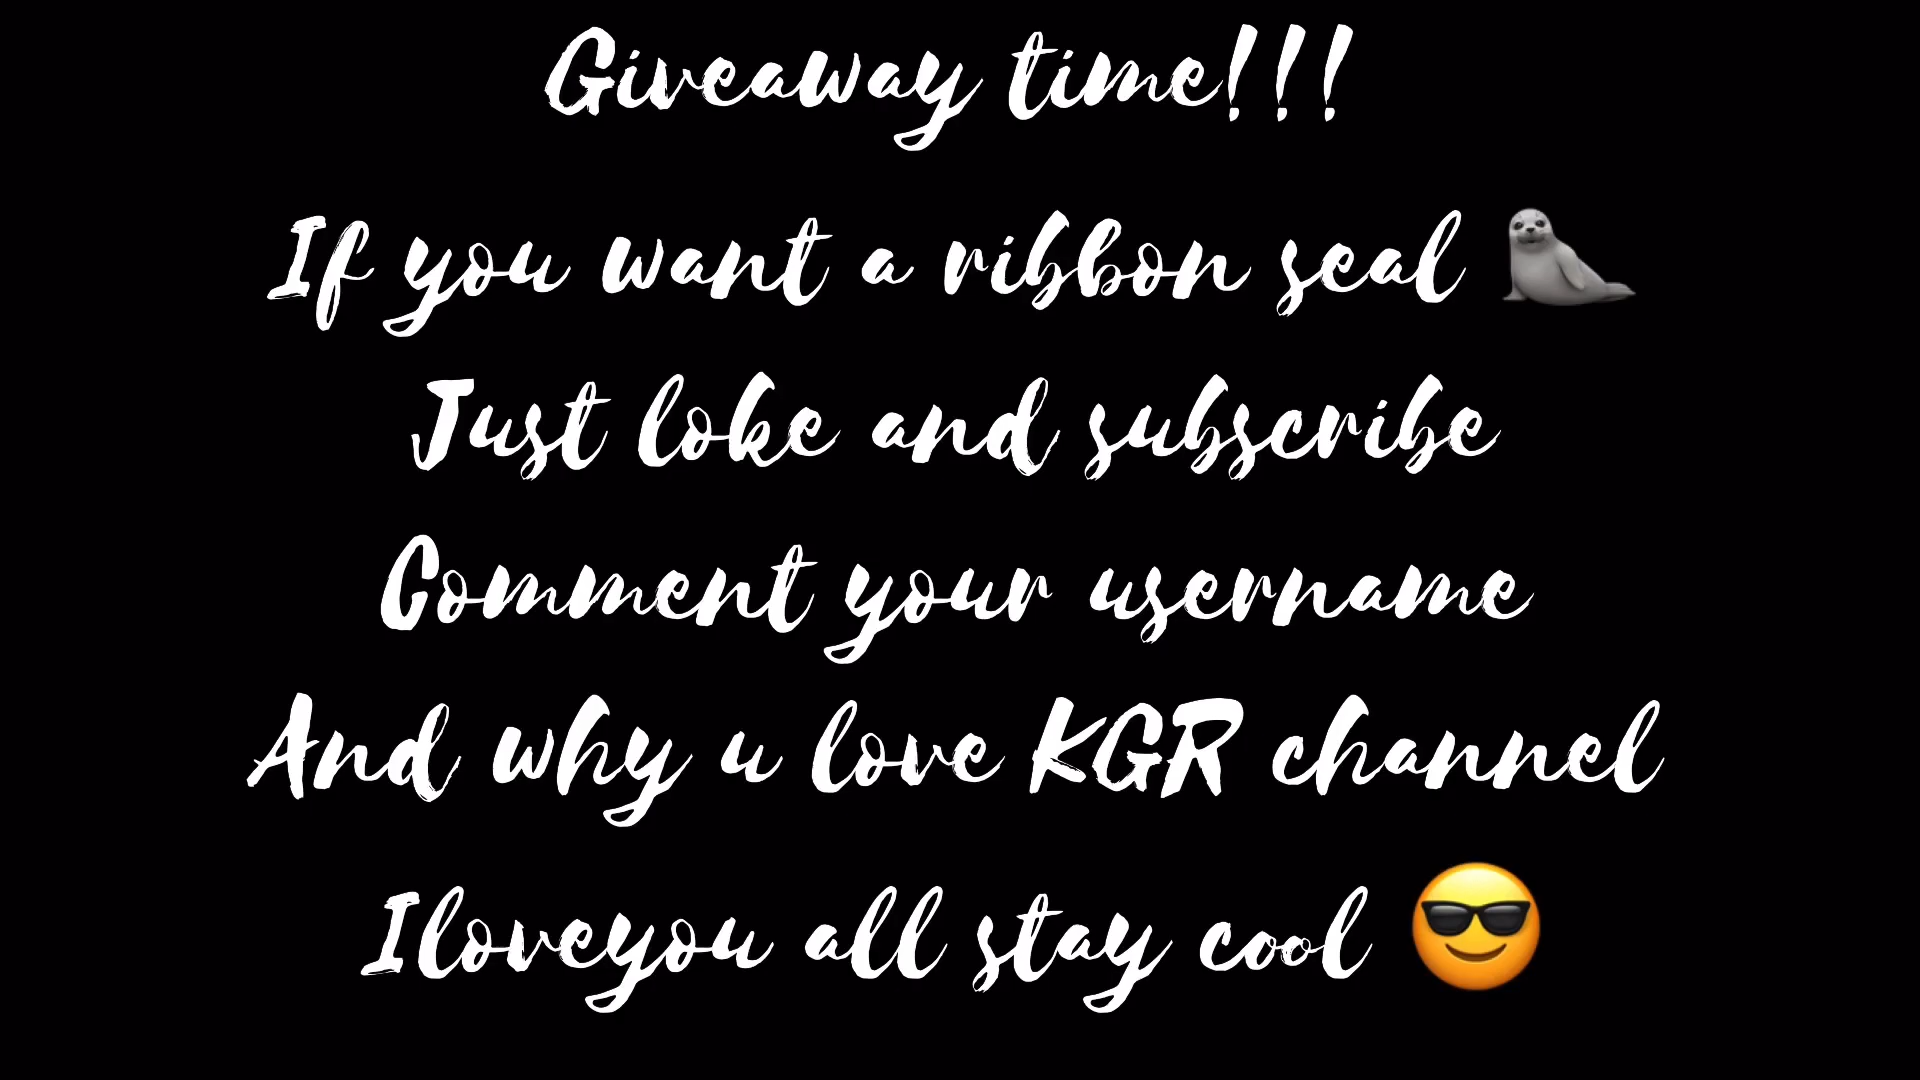 Giveaway time!!!
If you want a ribbon seal 🦭
Just loke and subscribe
Comment your username
And why u love KGR channel
Iloveyou all stay cool 😎